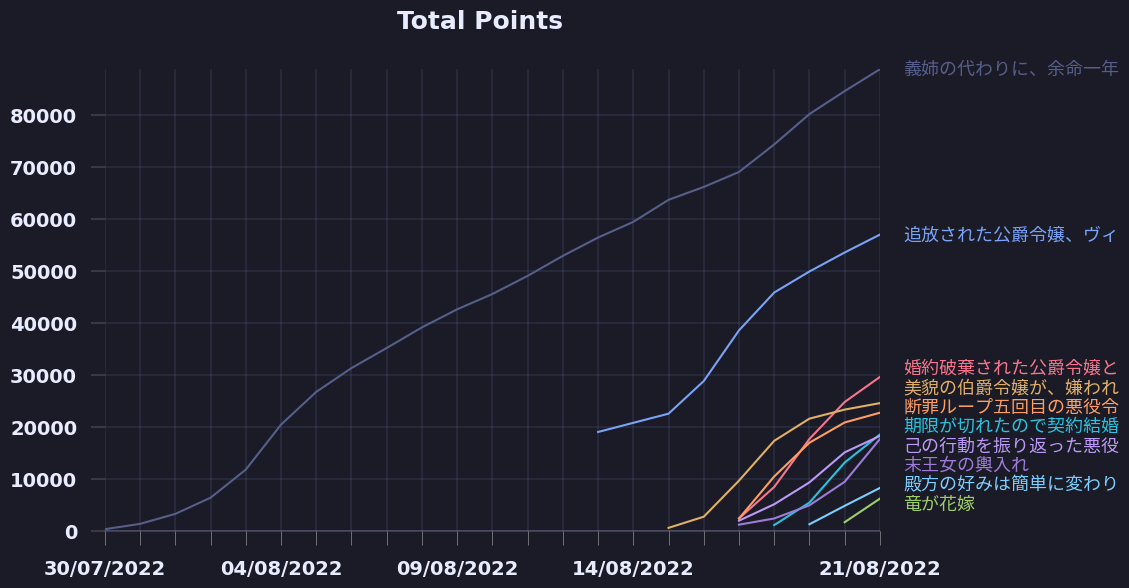 Total Points
80000
70000
60000
50000
40000
30000
20000
10000
0
30/07/2022
04/08/2022
09/08/2022
14/08/2022
21/08/2022
義姉の代わりに、余命一年
追放された公爵令嬢、ヴィ
婚約破棄された公爵令嬢と
美貌の伯爵令嬢が、嫌われ
断罪ループ五回目の悪役令
期限が切れたので契約結婚
己の行動を振り返った悪役
末王女の輿入れ
殿方の好みは簡単に変わり
竜が花嫁